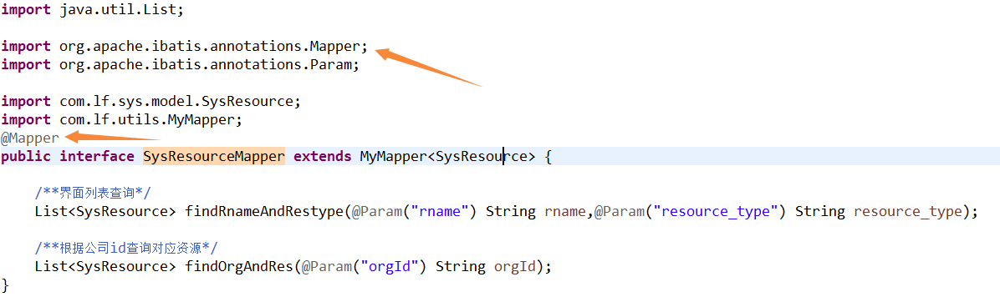 import java.util.List;
import org.apache.ibatis.annotations.Mapper;
import org.apache.ibatis.annotations.Param;
import com.lf.sys.model.SysResource;
import com.lf.utils.MyMapper;
@Mapper
public interface SysResourceMapper extends MyMapper<SysResource> {
/**界面列表查询*/
List<SysResource> findRnameAndRestype(@Param("rname") String rname,@Param("resource_type") String resource_type);
/**根据公司id查询对应资源*/
List<SysResource> findOrgAndRes(@Param("orgId") String orgId);
}